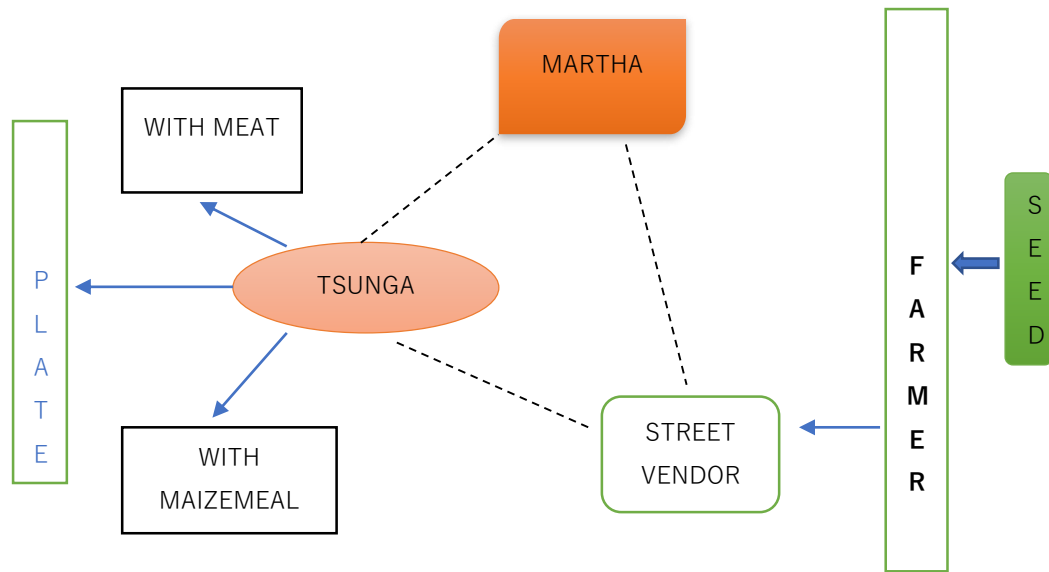 MARTHA
WITH MEAT
TSUNGA
P
L
A
T
E
WITH
MAIZEMEAL
STREET
VENDOR
F
A
R
M
E
R
S
E
E
D